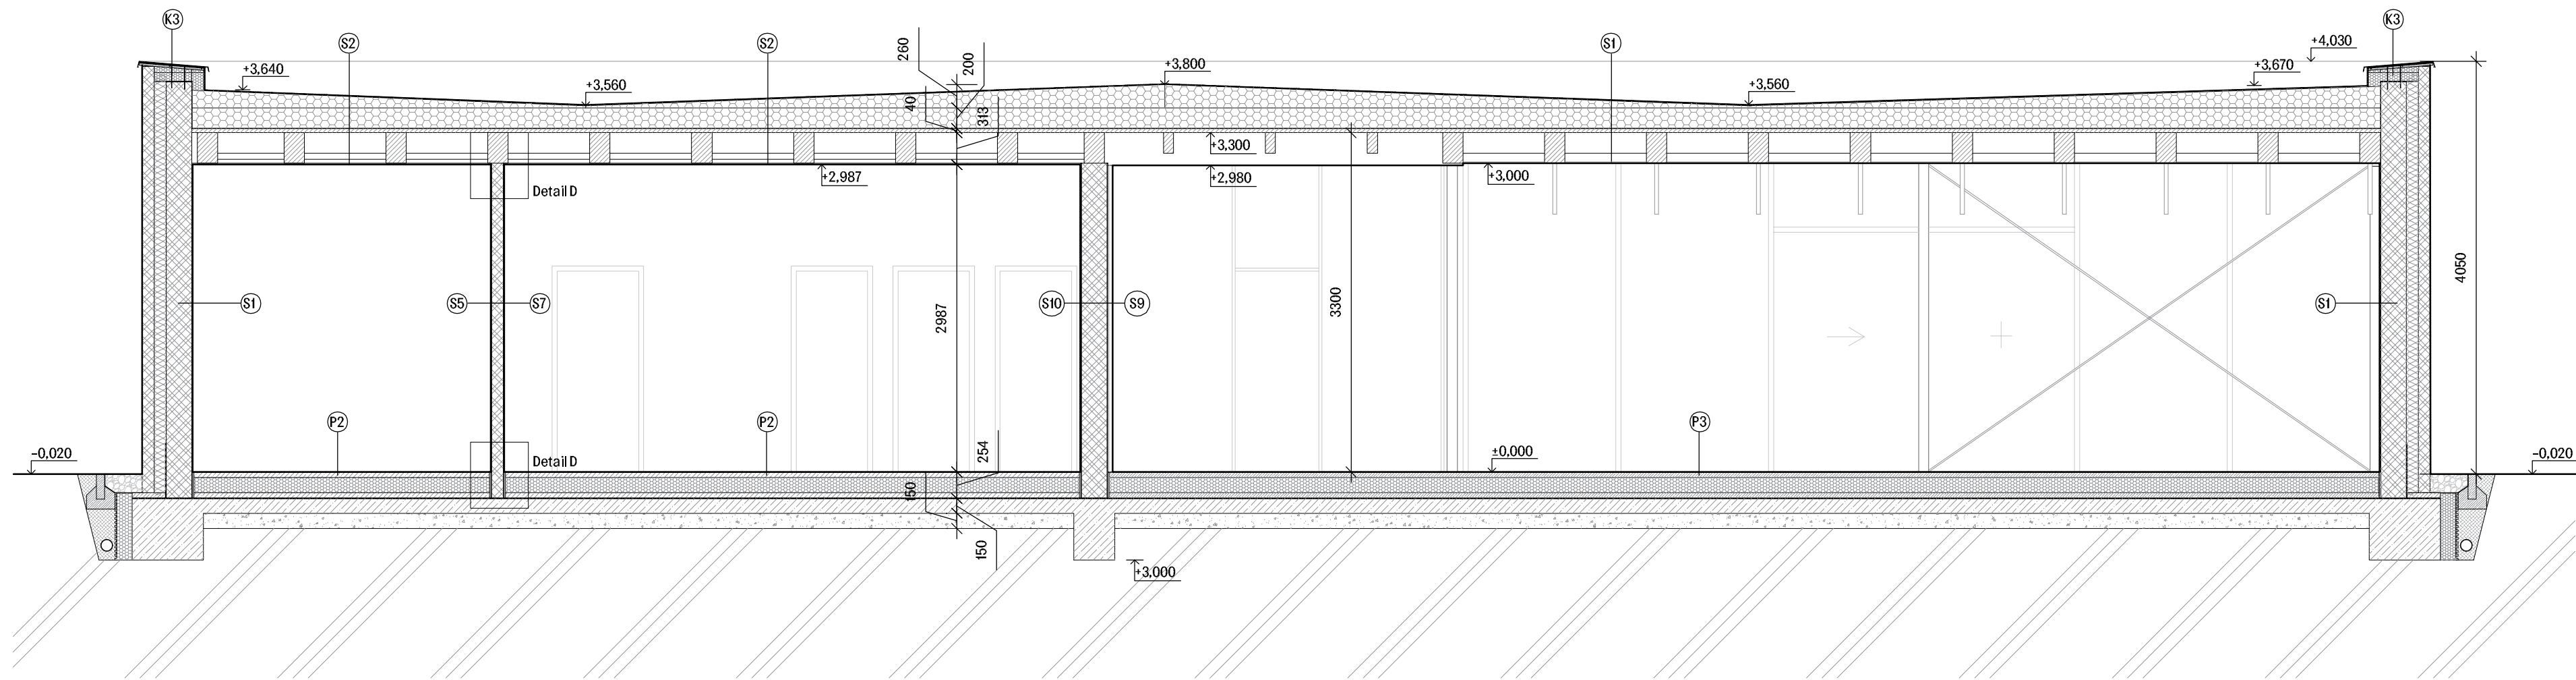 K3
K3
S2
S2
S1
+4,030
260
200
+3,640
+3,800
+3,670
+3,560
+3,560
40
313
+3,300
+2,987
+2,980
+3,000
Detail D
4050
S1
S5
S7
2987
S10
S9
3300
S1
P2
P2
P3
-0,020
254
±0,000
-0,020
Detail D
150
150
+3,000